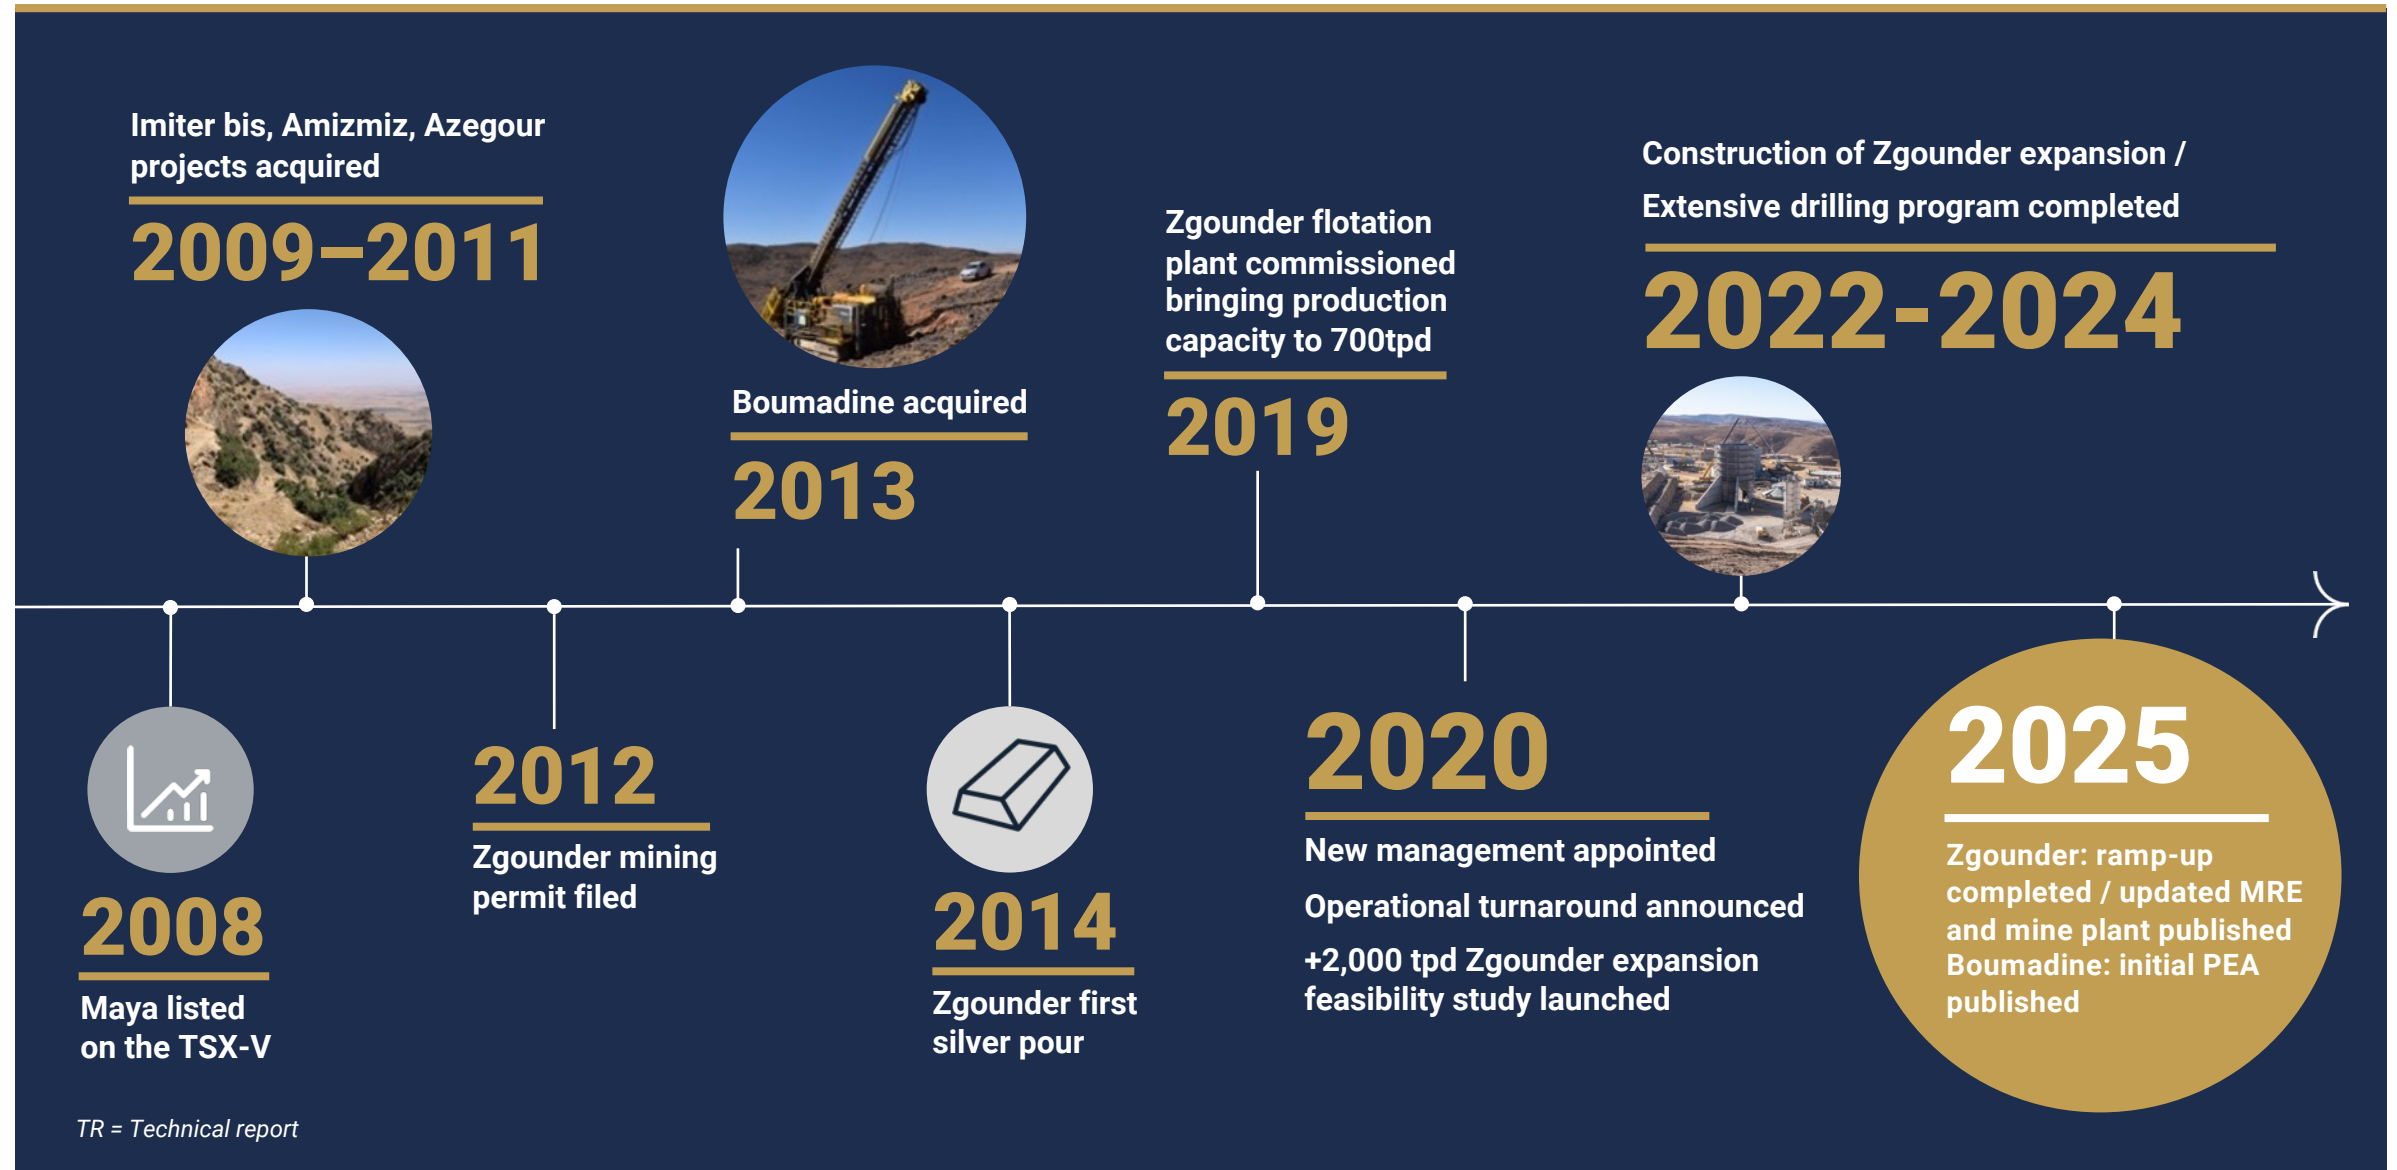 Imiter bis, Amizmiz, Azegour
projects acquired
2009–2011
Boumadine acquired
2013
Zgounder flotation
plant commissioned
bringing production
capacity to 700tpd
2019
Construction of Zgounder expansion /
Extensive drilling program completed
2022-2024
2008
Maya listed
on the TSX-V
2012
Zgounder mining
permit filed
2014
Zgounder first
silver pour
2020
New management appointed
Operational turnaround announced
+2,000 tpd Zgounder expansion
feasibility study launched
2025
Zgounder: ramp-up
completed / updated MRE
and mine plant published
Boumadine: initial PEA
published
TR = Technical report